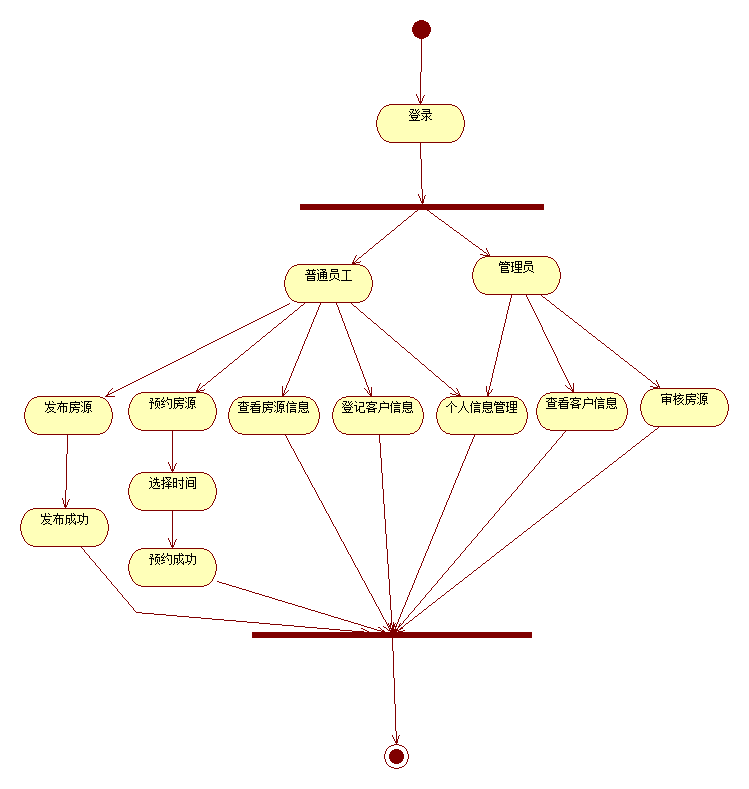 登录
普通员工
管理员
发布房源
预约房源
查看房源信息
登记客户信息
个人信息管理
查看客户信息
审核房源
选择时间
发布成功
预约成功